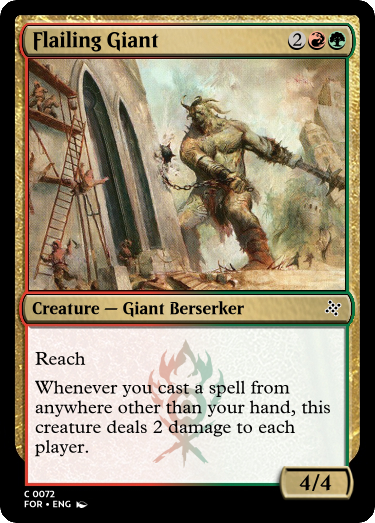 Flailing Giant 2
Creature — Giant Berserker
Reach
Whenever you cast a spell from
anywhere other than your hand, this
creature deals 2 damage to each
player.
4/4
C 0072
FOR • ENG